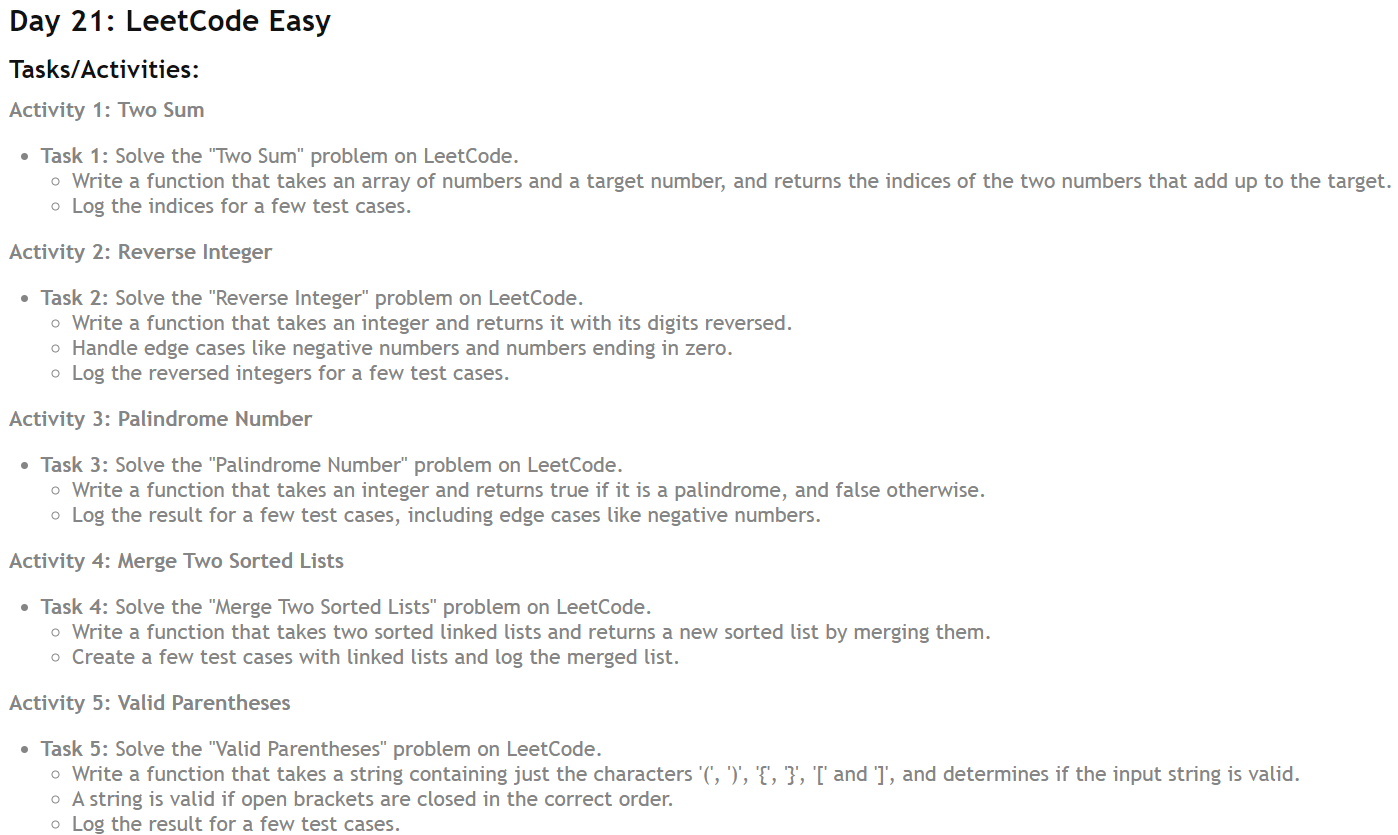 Day 21: LeetCode Easy
Tasks/Activities:
Activity 1: Two Sum
Task 1: Solve the "Two Sum" problem on LeetCode.
Write a function that takes an array of numbers and a target number, and returns the indices of the two numbers that add up to the target.
Log the indices for a few test cases.
Activity 2: Reverse Integer
Task 2: Solve the "Reverse Integer" problem on LeetCode.
Write a function that takes an integer and returns it with its digits reversed.
Handle edge cases like negative numbers and numbers ending in zero.
Log the reversed integers for a few test cases.
Activity 3: Palindrome Number
Task 3: Solve the "Palindrome Number" problem on LeetCode.
Write a function that takes an integer and returns true if it is a palindrome, and false otherwise.
Log the result for a few test cases, including edge cases like negative numbers.
Activity 4: Merge Two Sorted Lists
Task 4: Solve the "Merge Two Sorted Lists" problem on LeetCode.
Write a function that takes two sorted linked lists and returns a new sorted list by merging them.
Create a few test cases with linked lists and log the merged list.
Activity 5: Valid Parentheses
Task 5: Solve the "Valid Parentheses" problem on LeetCode.
Write a function that takes a string containing just the characters '(', ')', '{', '}', '[' and ']', and determines if the input string is valid.
A string is valid if open brackets are closed in the correct order.
Log the result for a few test cases.